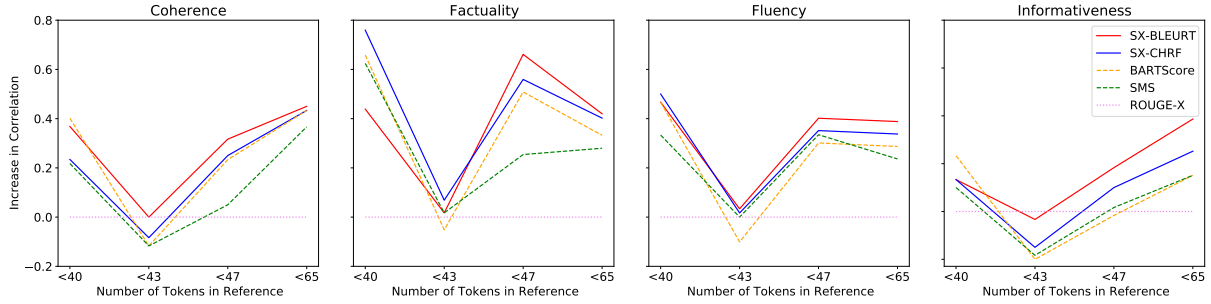 Coherence
Factuality
Fluency
Informativeness
Increase in Correlation
0.8
0.6
0.4
0.2
0.0
−0.2
SX-BLEURT
SX-CHRF
BARTScore
SMS
ROUGE-X
<40 <43 <47 <65
<40 <43 <47 <65
<40 <43 <47 <65
<40 <43 <47 <65
Number of Tokens in Reference
Number of Tokens in Reference
Number of Tokens in Reference
Number of Tokens in Reference